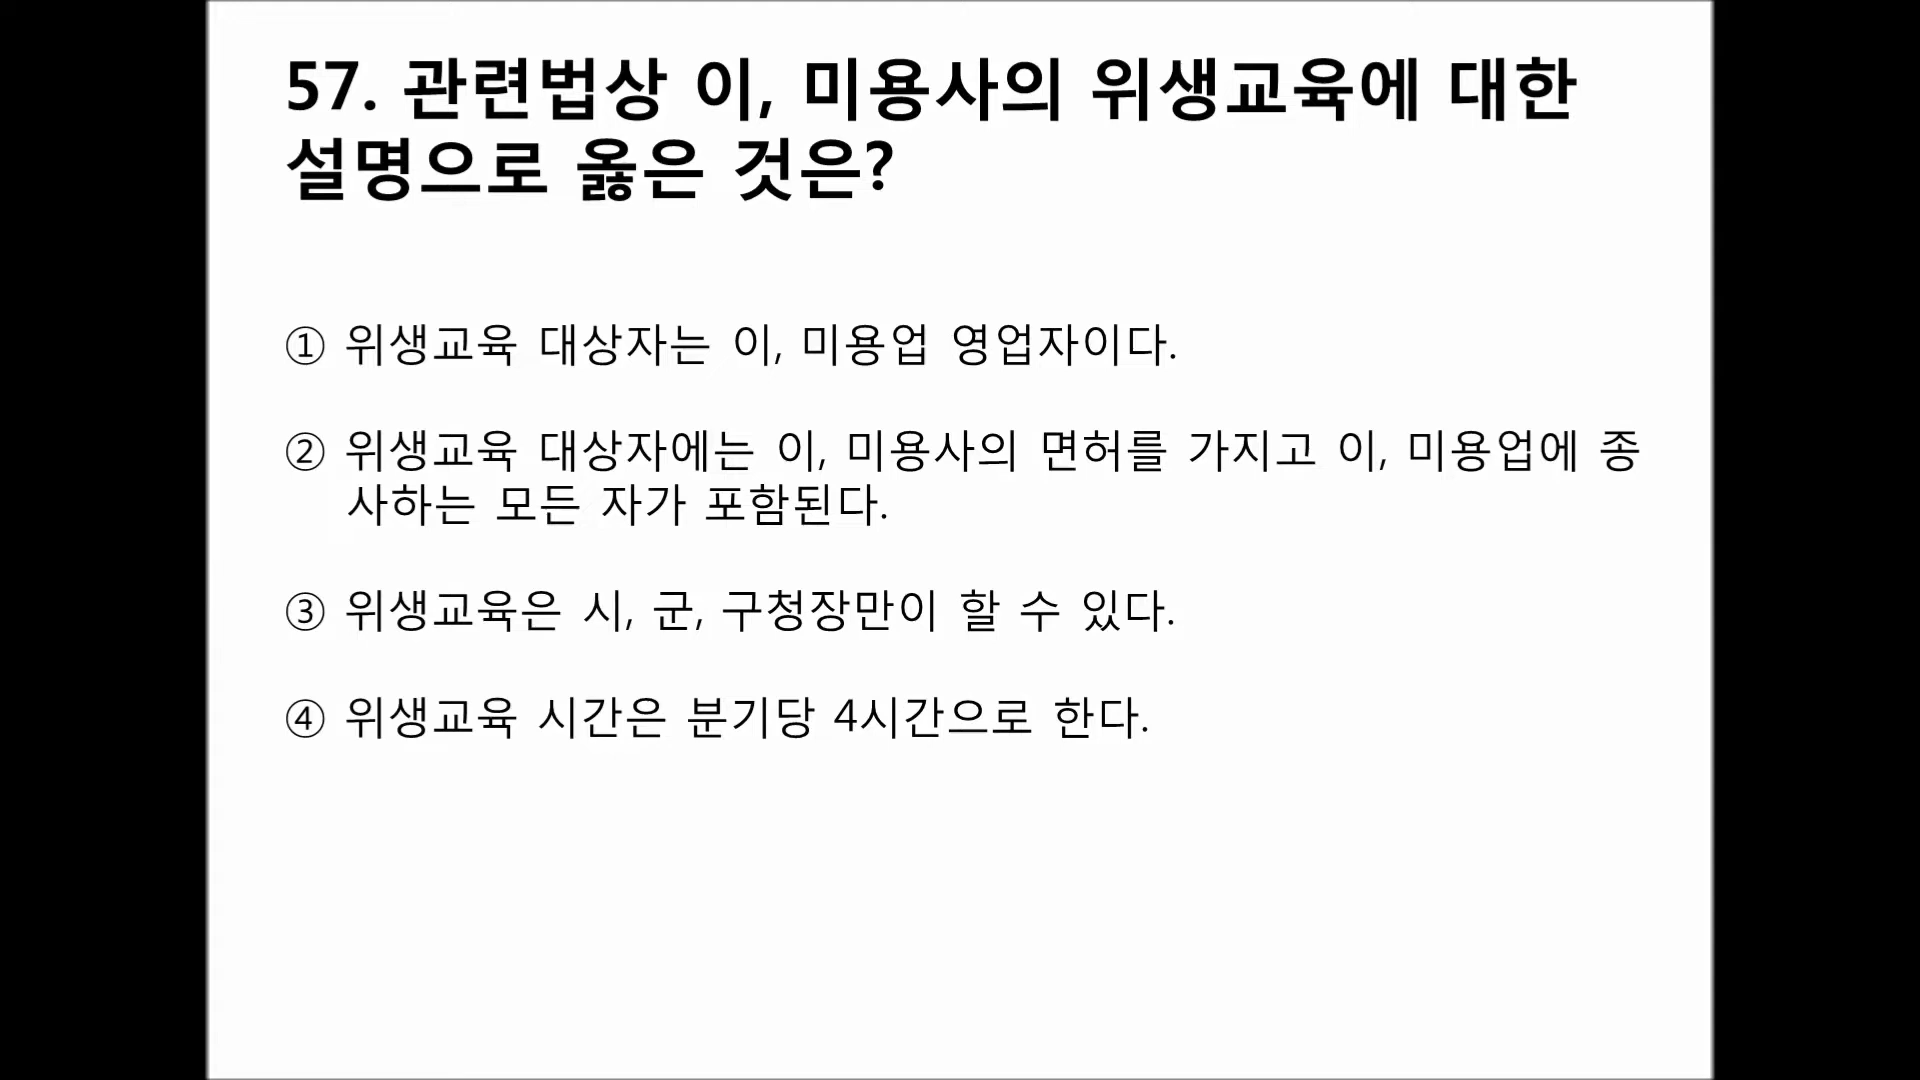 57. 관련법상 이, 미용사의 위생교육에 대한
설명으로 옳은 것은?
① 위생교육 대상자는 이, 미용업 영업자이다.
② 위생교육 대상자에는 이, 미용사의 면허를 가지고 이, 미용업에 종
사하는 모든 자가 포함된다.
③ 위생교육은 시, 군, 구청장만이 할 수 있다.
④ 위생교육 시간은 분기당 4시간으로 한다.